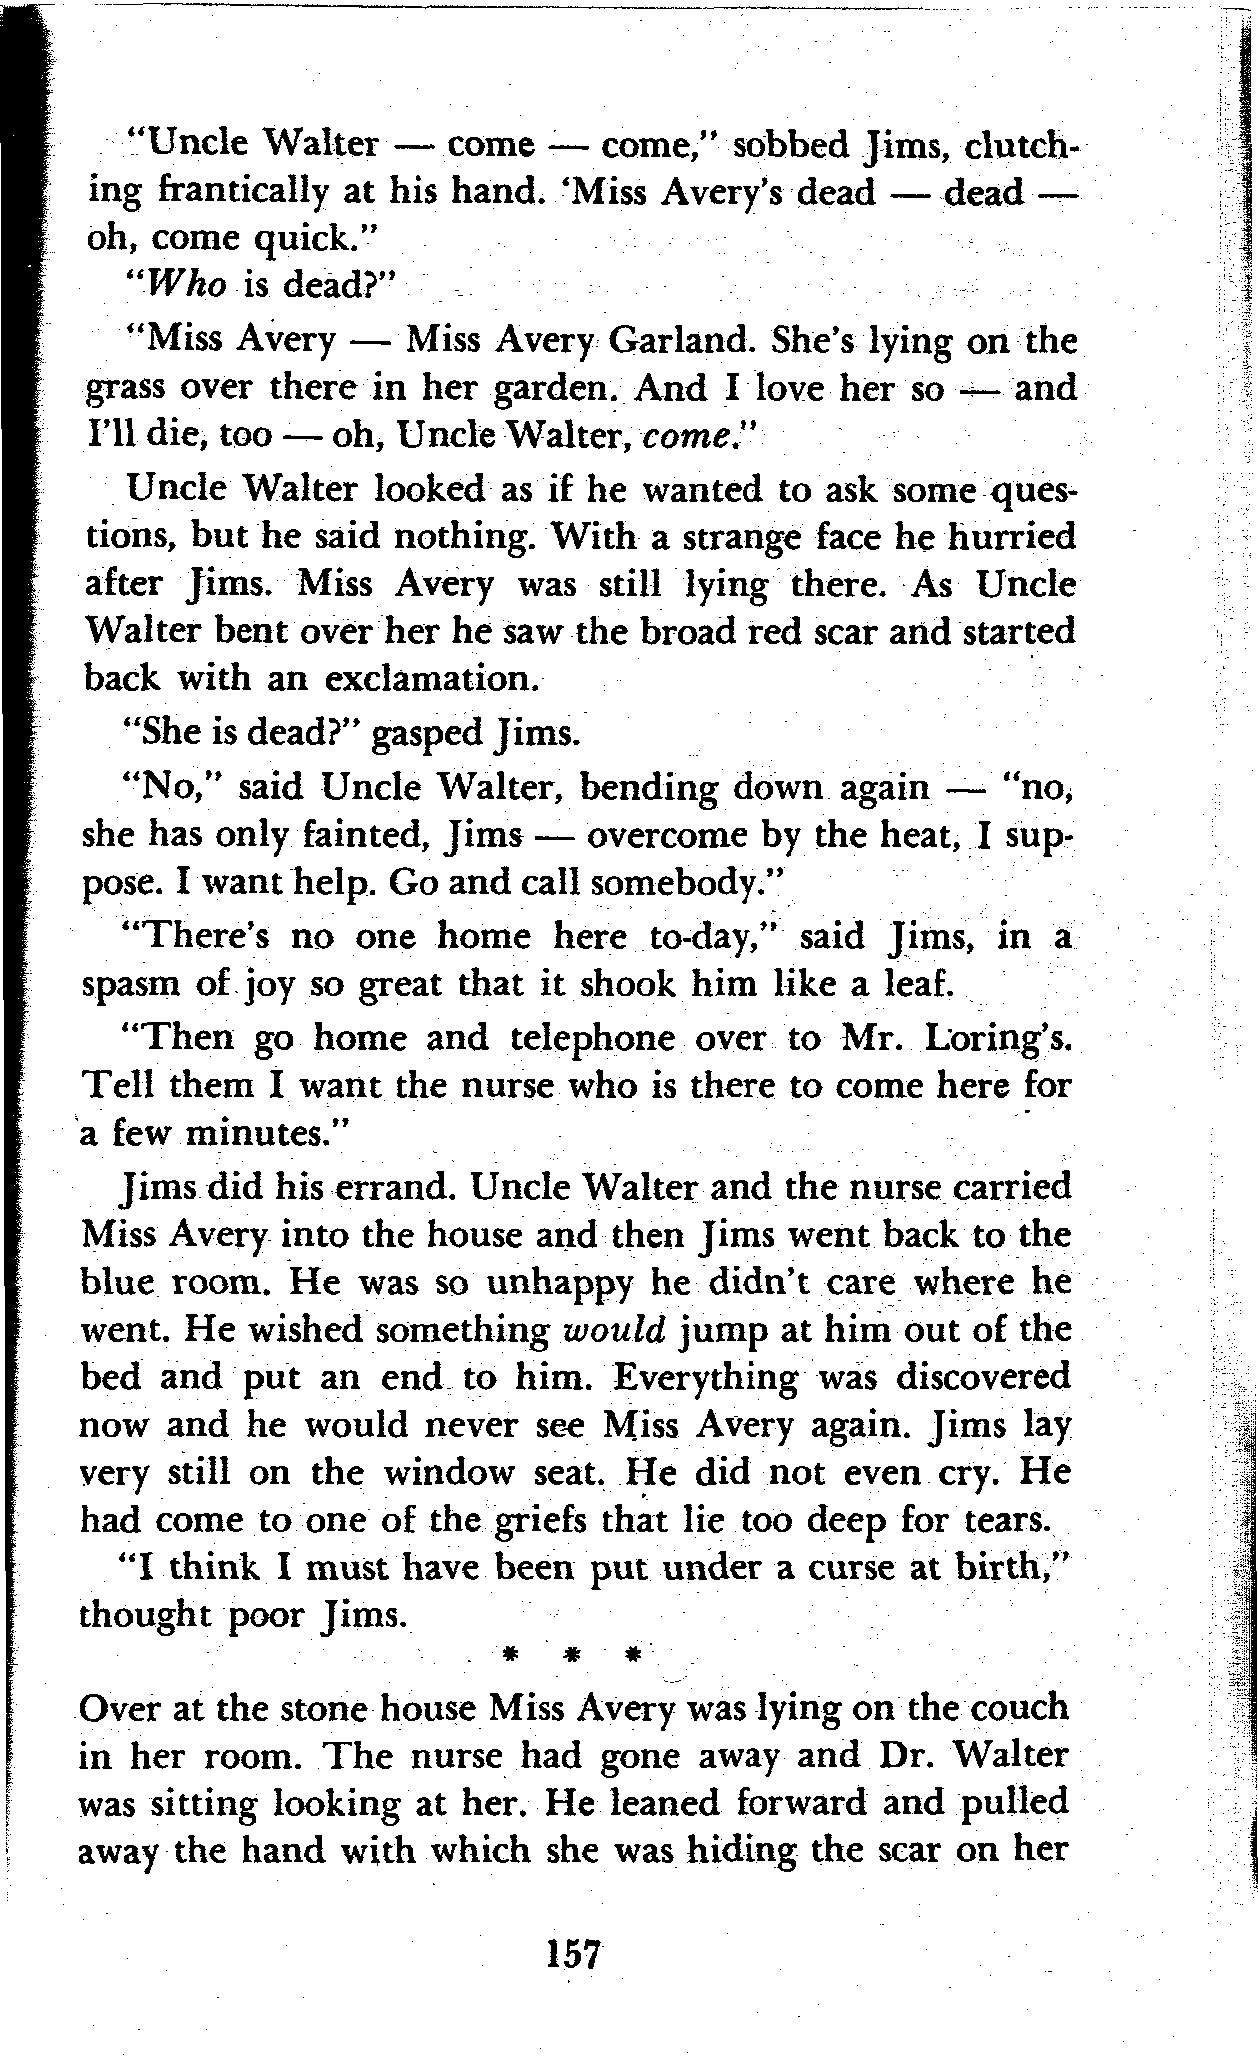 “Uncle Walter — come — come,” sobbed Jims, clutch-
ing frantically at his hand. ‘Miss Avery’s dead — dead —
oh, come quick.”
“Who is dead?”
“Miss Avery — Miss Avery Garland. She’s lying on the
grass over there in her garden. And I love her so — and
I’ll die, too — oh, Uncle Walter, come.”
Uncle Walter looked as if he wanted to ask some ques-
tions, but he said nothing. With a strange face he hurried
after Jims. Miss Avery was still lying there. As Uncle
Walter bent over her he saw the broad red scar and started
back with an exclamation.
“She is dead?” gasped Jims.
“No,” said Uncle Walter, bending down again — “no,
she has only fainted, Jims — overcome by the heat, I sup-
pose. I want help. Go and call somebody.”
“There’s no one home here to-day,” said Jims, in a
spasm of joy so great that it shook him like a leaf.
“Then go home and telephone over to Mr. Loring’s.
Tell them I want the nurse who is there to come here for
a few minutes.”
Jims did his errand. Uncle Walter and the nurse carried
Miss Avery into the house and then Jims went back to the
blue room. He was so unhappy he didn’t care where he
went. He wished something would jump at him out of the
bed and put an end to him. Everything was discovered
now and he would never see Miss Avery again. Jims lay
very still on the window seat. He did not even cry. He
had come to one of the griefs that lie too deep for tears.
“I think I must have been put under a curse at birth,”
thought poor Jims.
* * *
Over at the stone house Miss Avery was lying on the couch
in her room. The nurse had gone away and Dr. Walter
was sitting looking at her. He leaned forward and pulled
away the hand with which she was hiding the scar on her
157